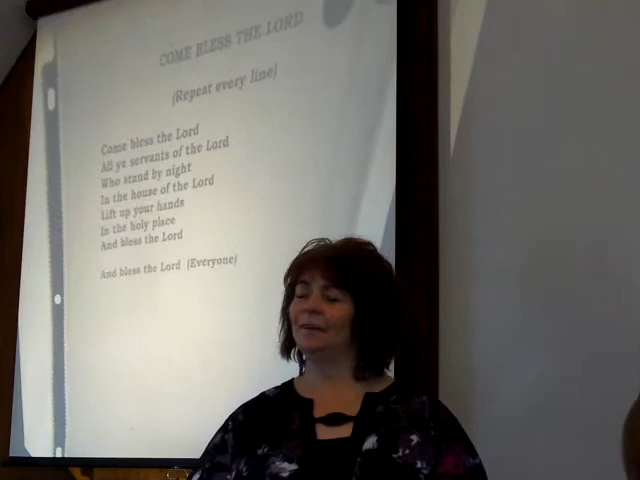 COME BLESS THE LORD
(Repeat every line)
Come bless the Lord
All ye servants of the Lord
Who stand by night
In the house of the Lord
Lift up your hands
In the holy place
And bless the Lord
And bless the Lord (Everyone)